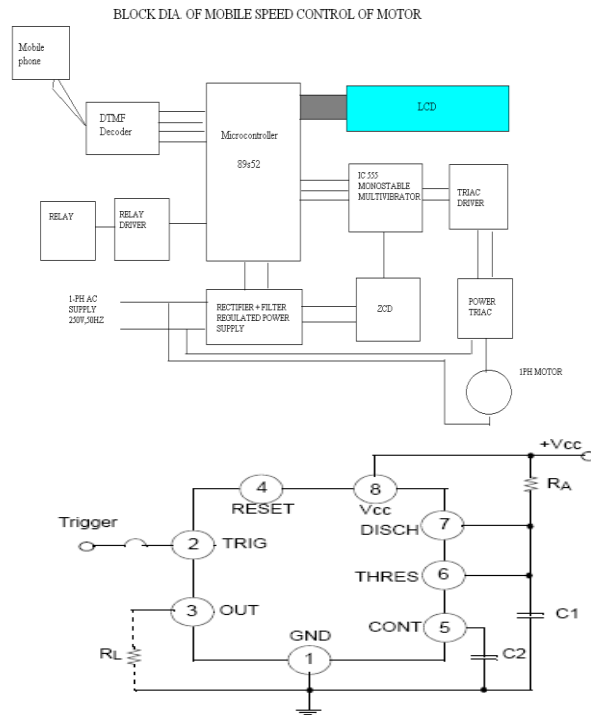 BLOCK DIA. OF MOBILE SPEED CONTROL OF MOTOR
Mobile
phone
DTMF
Decoder
Microcontroller
89s52
LCD
IC 555
MONOSTABLE
MULTIVIBRATOR
TRIAC
DRIVER
RELAY
RELAY
DRIVER
1-PH AC
SUPPLY
250V,50HZ
RECTIFIER + FILTER
REGULATED POWER
SUPPLY
ZCD
POWER
TRIAC
1PH MOTOR
+Vcc
RA
4
RESET
8
Vcc
7
DISCH
Trigger
2
TRIG
6
THRES
3
OUT
5
CONT
C1
RL
GND
1
C2